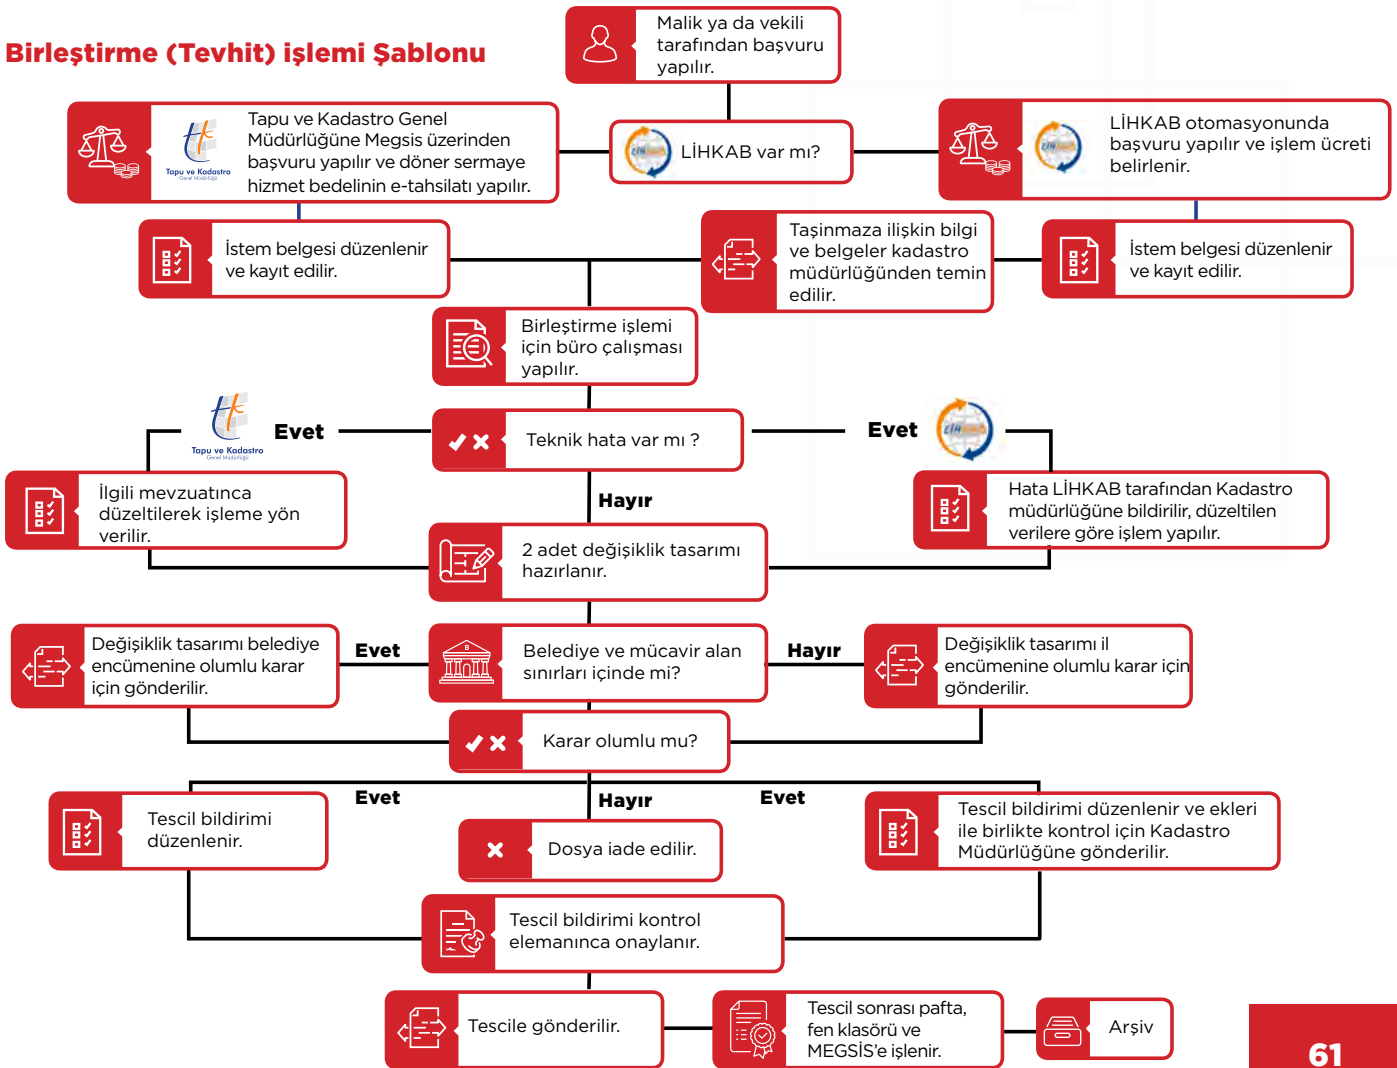 Birleştirme (Tevhit) işlemi Şablonu
Malik ya da vekili
tarafından başvuru
yapılır.
Tapu ve Kadastro
Genel Müdürlüğü
Tapu ve Kadastro Genel
Müdürlüğüne Megsis üzerinden
başvuru yapılır ve döner sermaye
hizmet bedelinin e-tahsilatı yapılır.
LİHKAB var mı?
LİHKAB otomasyonunda
başvuru yapılır ve işlem ücreti
belirlenir.
İstem belgesi düzenlenir
ve kayıt edilir.
Taşinmaza ilişkin bilgi
ve belgeler kadastro
müdürlüğünden temin
edilir.
İstem belgesi düzenlenir
ve kayıt edilir.
Birleştirme işlemi
için büro çalışması
yapılır.
Tapu ve Kadastro
Genel Müdürlüğü
Evet
Teknik hata var mı ?
Evet
İlgili mevzuatınca
düzeltilerek işleme yön
verilir.
Hayır
Hata LİHKAB tarafından Kadastro
müdürlüğüne bildirilir, düzeltilen
verilere göre işlem yapılır.
2 adet değişiklik tasarımı
hazırlanır.
Değişiklik tasarımı belediye
encümenine olumlu karar
için gönderilir.
Evet
B
Belediye ve mücavir alan
sınırları içinde mi?
Hayır
Değişiklik tasarımı il
encümenine olumlu karar için
gönderilir.
Karar olumlu mu?
Evet
Hayır
Evet
Tescil bildirimi
düzenlenir.
Dosya iade edilir.
Tescil bildirimi düzenlenir ve ekleri
ile birlikte kontrol için Kadastro
Müdürlüğüne gönderilir.
Tescil bildirimi kontrol
elemanınca onaylanır.
Tescile gönderilir.
Tescil sonrası pafta,
fen klasörü ve
MEGSİS'e işlenir.
Arşiv
61